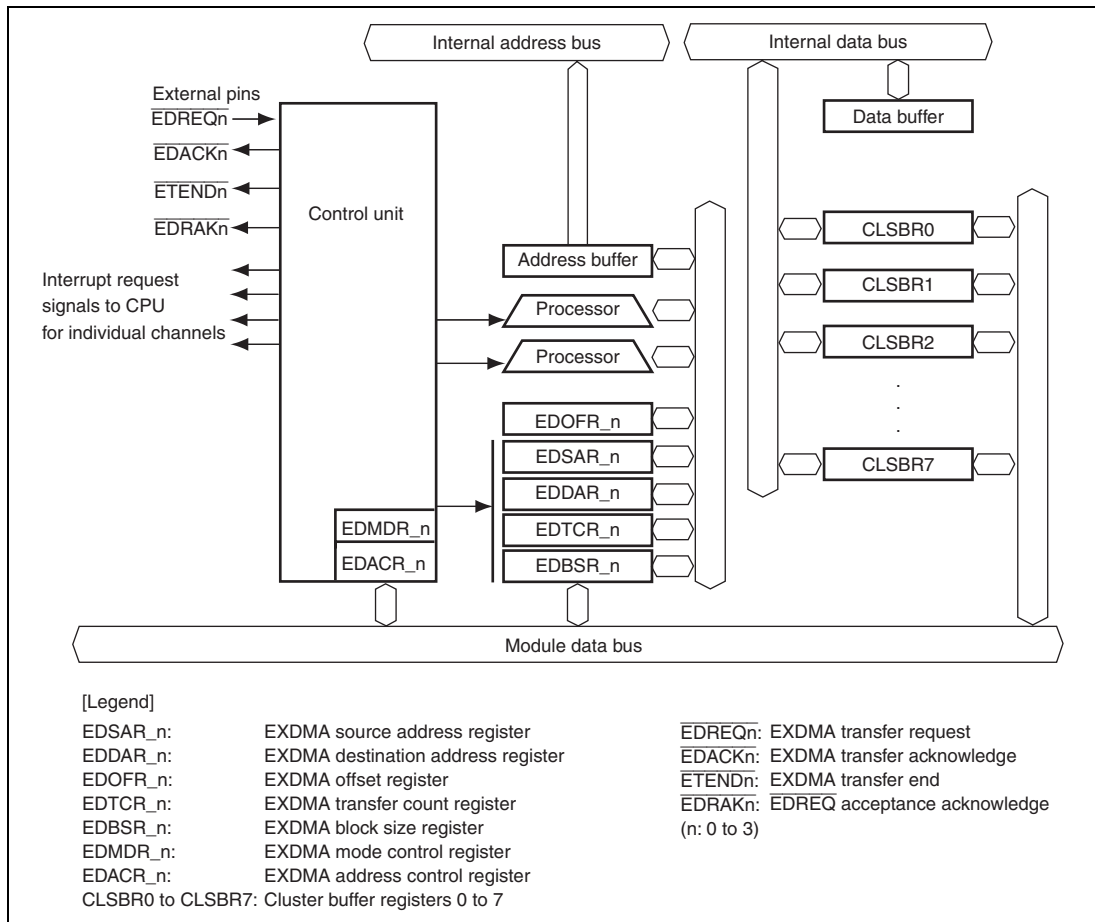 Internal address bus
Internal data bus
External pins
EDREQn
EDACKn
ETENDn
EDRAKn
Interrupt request
signals to CPU
for individual channels
Control unit
EDMDR_n
EDACR_n
Address buffer
Processor
Processor
EDOFR_n
EDSAR_n
EDDAR_n
EDTCR_n
EDBSR_n
Data buffer
CLSBR0
CLSBR1
CLSBR2
.
.
.
CLSBR7
Module data bus
[Legend]
EDSAR_n: EXDMA source address register
EDDAR_n: EXDMA destination address register
EDOFR_n: EXDMA offset register
EDTCR_n: EXDMA transfer count register
EDBSR_n: EXDMA block size register
EDMDR_n: EXDMA mode control register
EDACR_n: EXDMA address control register
CLSBR0 to CLSBR7: Cluster buffer registers 0 to 7
EDREQn: EXDMA transfer request
EDACKn: EXDMA transfer acknowledge
ETENDn: EXDMA transfer end
EDRAKn: EDREQ acceptance acknowledge
(n: 0 to 3)